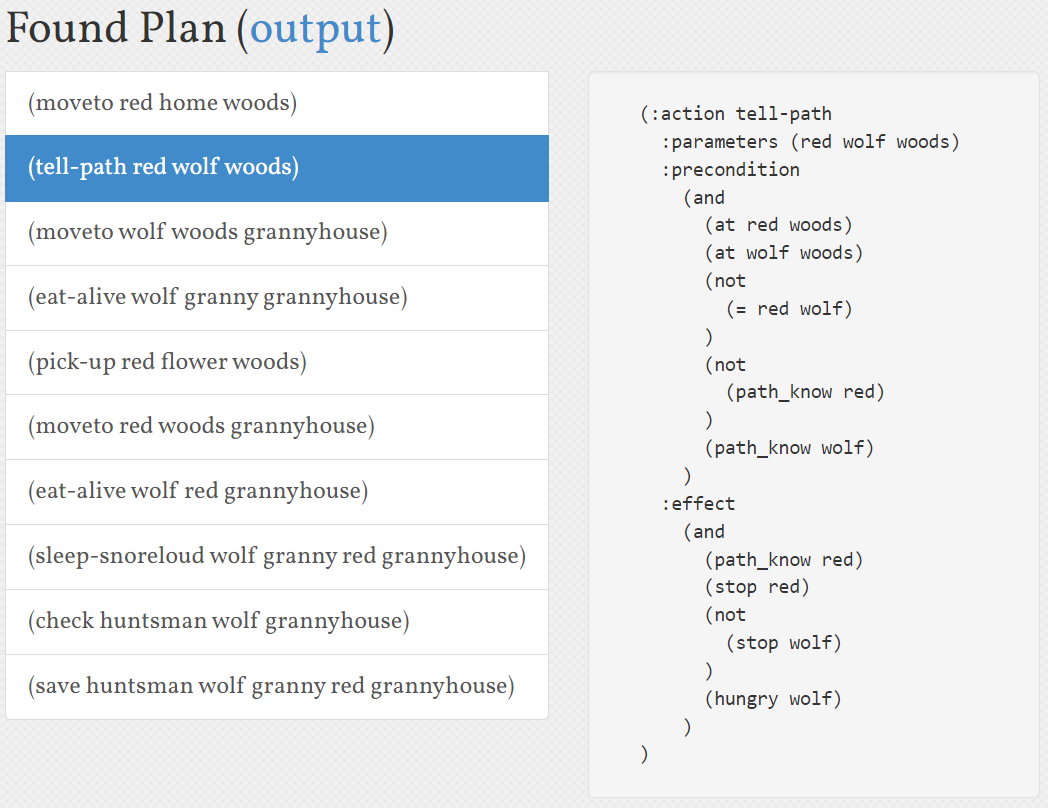 Found Plan (output)
(moveto red home woods)
(tell-path red wolf woods)
(moveto wolf woods grannyhouse)
(eat-alive wolf granny grannyhouse)
(pick-up red flower woods)
(moveto red woods grannyhouse)
(eat-alive wolf red grannyhouse)
(sleep-snoreloud wolf granny red grannyhouse)
(check huntsman wolf grannyhouse)
(save huntsman wolf granny red grannyhouse)
(:action tell-path
:parameters (red wolf woods)
:precondition
(and
(at red woods)
(at wolf woods)
(not
(= red wolf)
)
(not
(path_know red)
)
(path_know wolf)
)
:effect
(and
(path_know red)
(stop red)
(not
(stop wolf)
)
(hungry wolf)
)
)